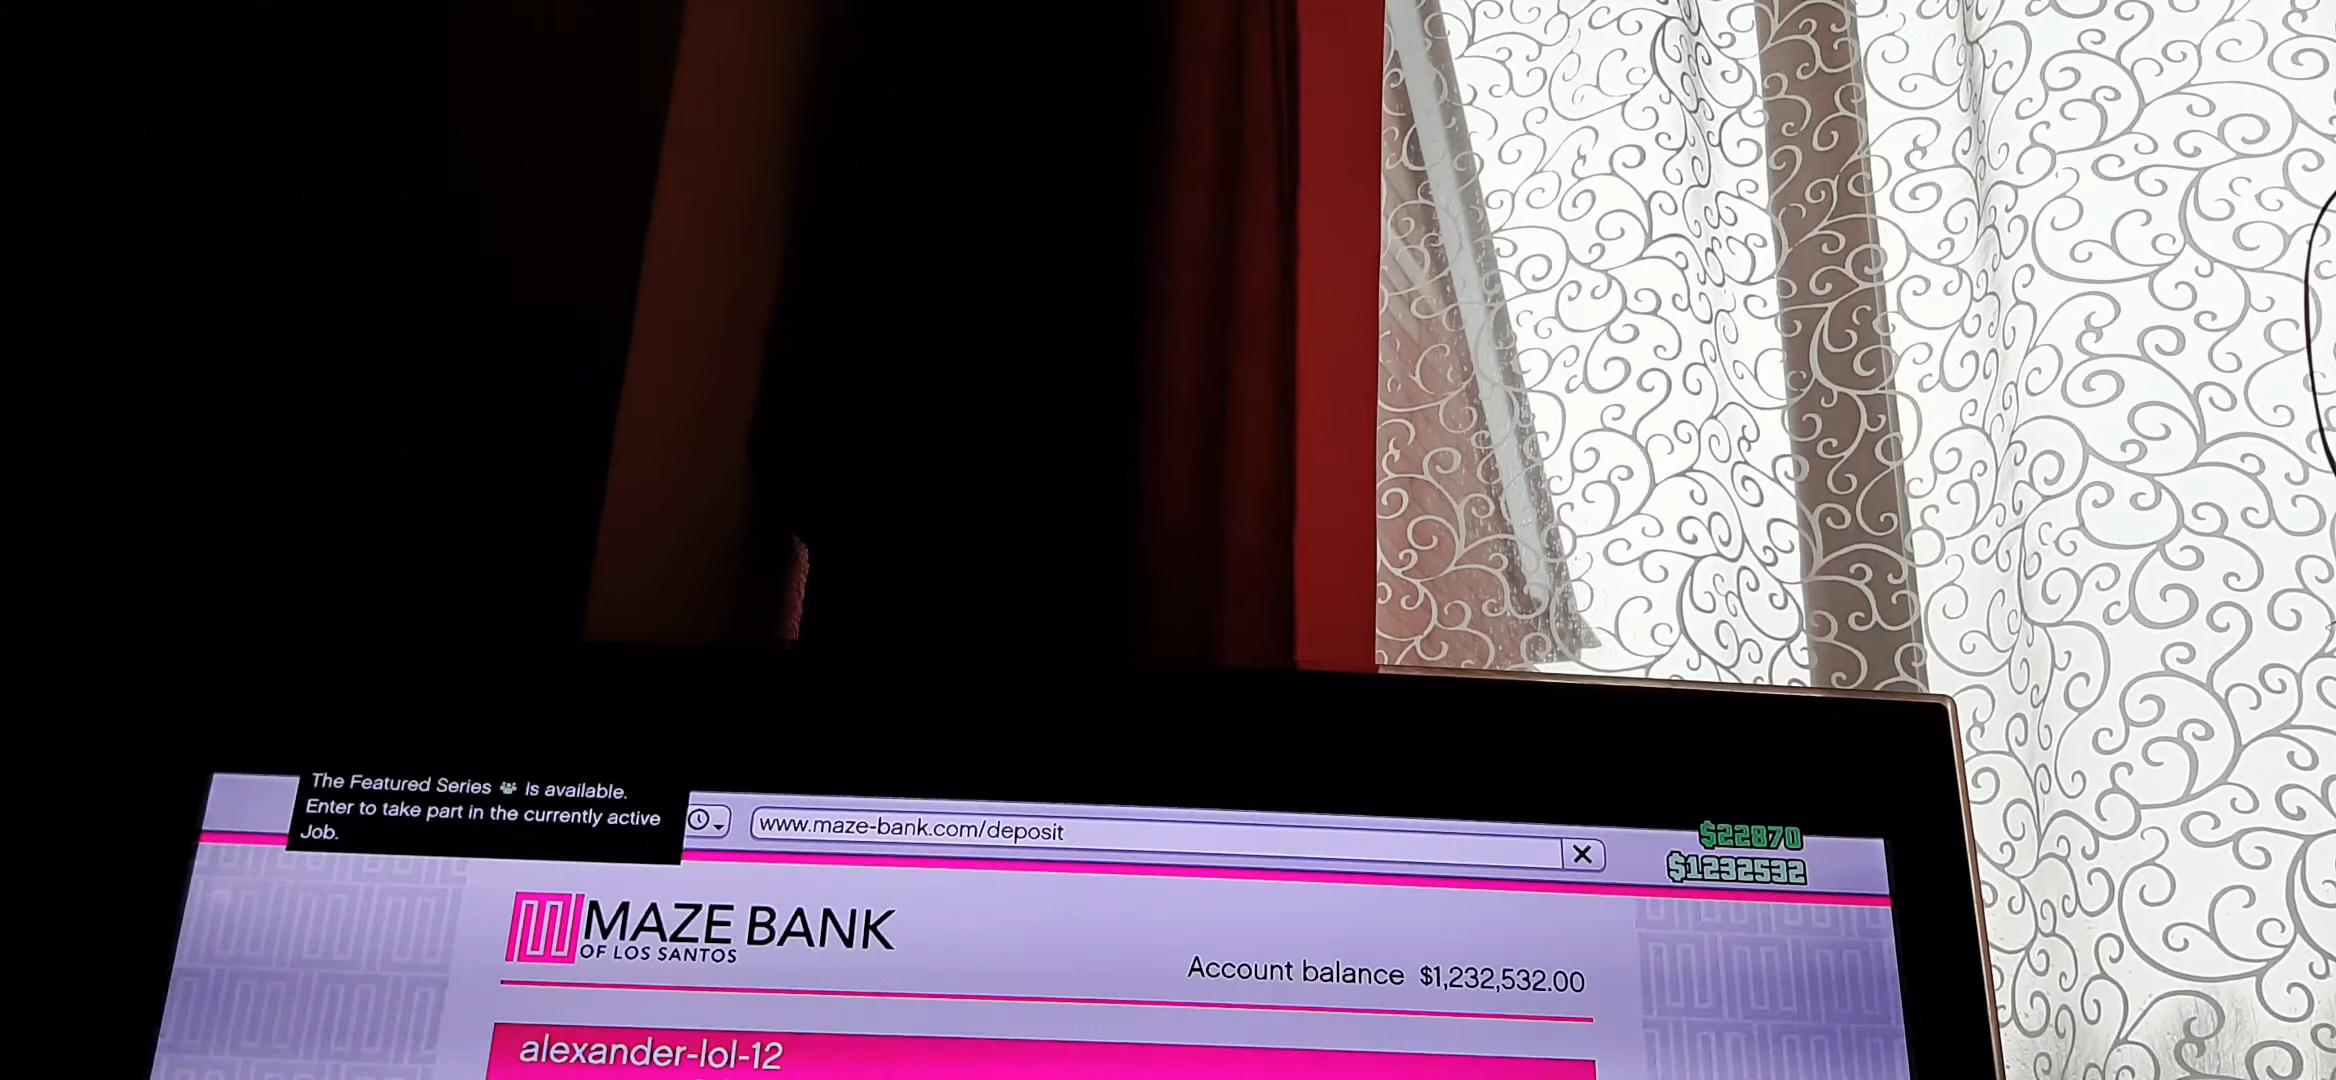 The Featured Series is available.
Enter to take part in the currently active
Job.
www.maze-bank.com/deposit
$22870
$1232532
MAZE BANK
OF LOS SANTOS
Account balance $1,232,532.00
alexander-lol-12